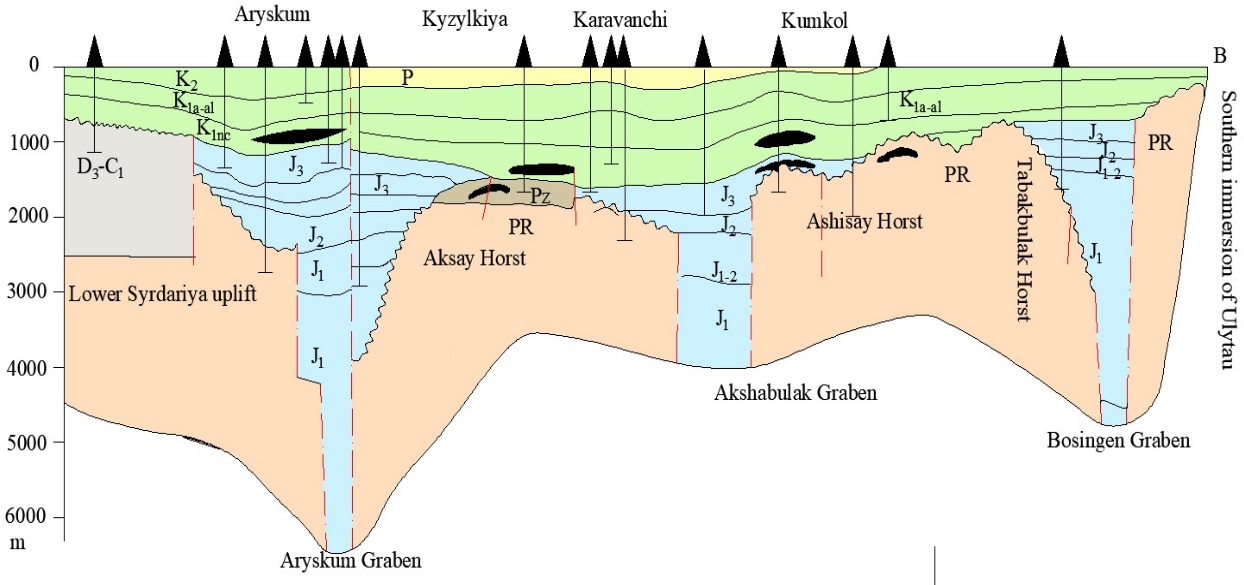 Aryskum
Kyzylkiya
Karavanchi
Kumkol
0
B
P
K2
K1a-al
K1a-al
K1nc
1000
D3-C1
J3
J3
J3
PR
J2
J1-2
PR
J3
Pz
2000
PR
Ashisay Horst
J2
J2
Aksay Horst
J1
J1-2
J1
Tabakbulak Horst
Southern immersion of Ulytau
3000
Lower Syrdariya uplift
J1
J1
4000
Akshabulak Graben
5000
Bosingen Graben
6000
m
Aryskum Graben